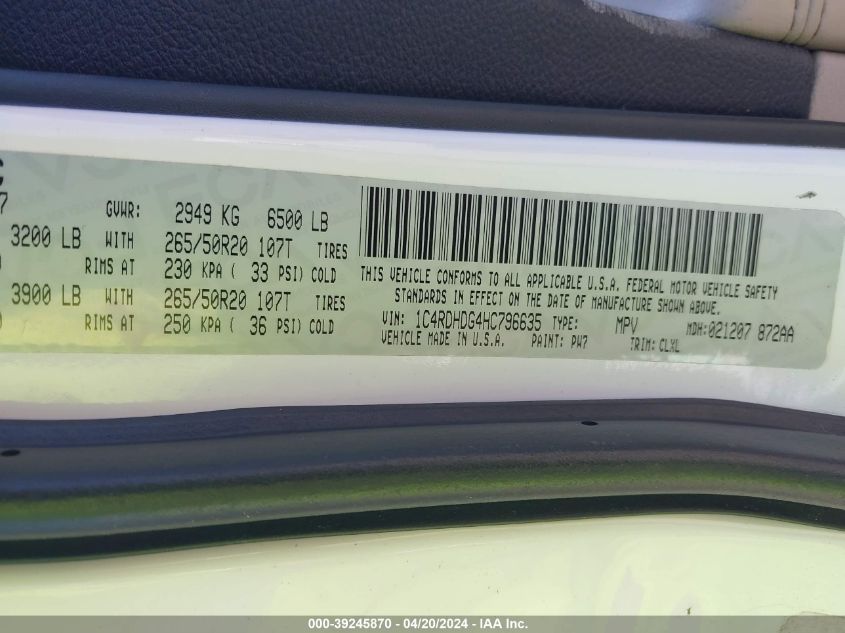 GVWR: 2949 KG 6500 LB
3200 LB WITH 265/50R20 107T TIRES
RIMS AT 230 KPA ( 33 PSI) COLD
3900 LB WITH 265/50R20 107T TIRES
RIMS AT 250 KPA ( 36 PSI) COLD
THIS VEHICLE CONFORMS TO ALL APPLICABLE U.S.A. FEDERAL MOTOR VEHICLE SAFETY
STANDARDS IN EFFECT ON THE DATE OF MANUFACTURE SHOWN ABOVE.
VIN: 1C4RDHDG4HC796635 TYPE: MPV MDH:021207 872AA
VEHICLE MADE IN U.S.A. PAINT: PW7 TRIM: CLXL
000-39245870 - 04/20/2024 - IAA Inc.